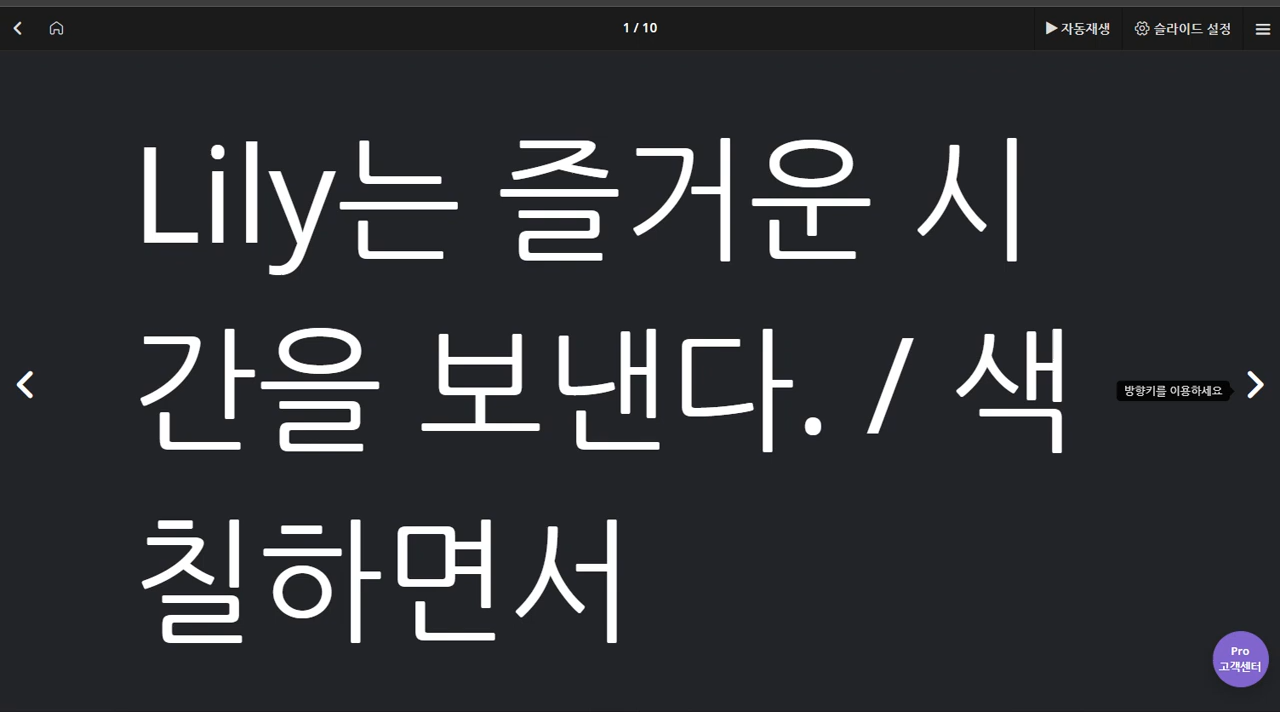 1 / 10
▶ 자동재생
슬라이드 설정
Lily는 즐거운 시
간을 보낸다. / 색
칠하면서
방향키를 이용하세요
Pro
고객센터